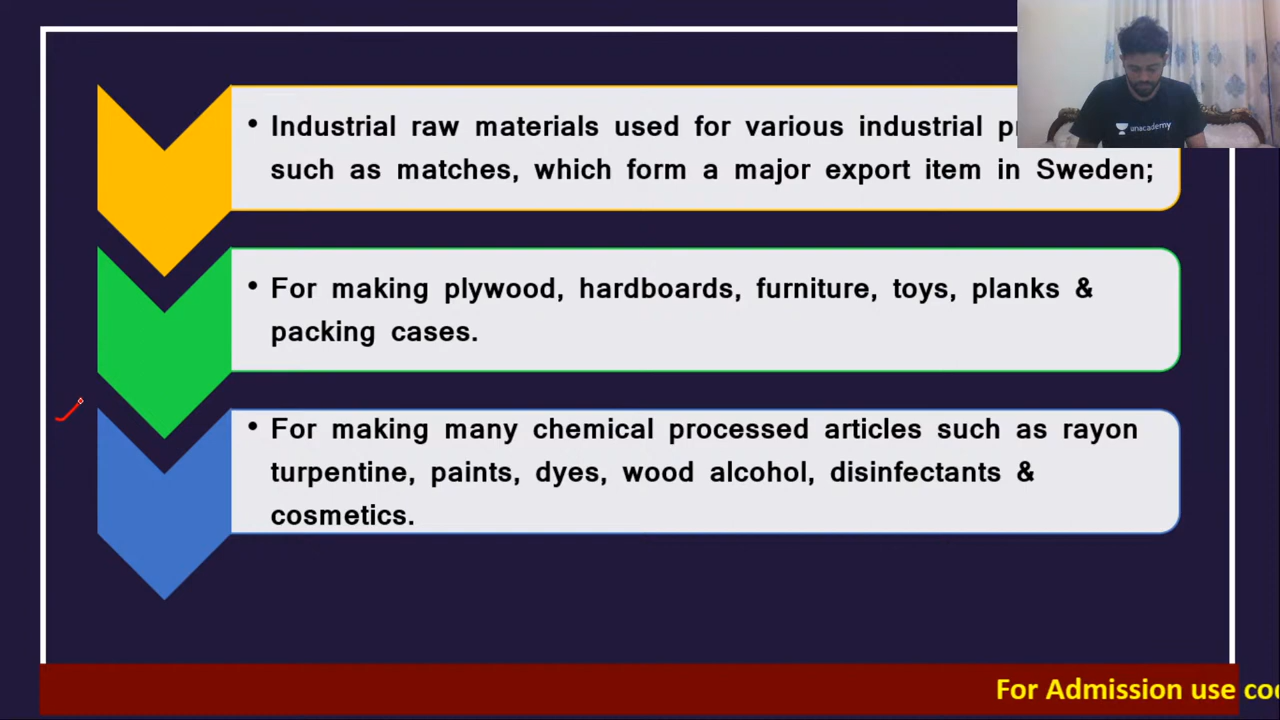 • Industrial raw materials used for various industrial
such as matches, which form a major export item in Sweden;
• For making plywood, hardboards, furniture, toys, planks &
packing cases.
• For making many chemical processed articles such as rayon
turpentine, paints, dyes, wood alcohol, disinfectants &
cosmetics.
unacademy
For Admission use